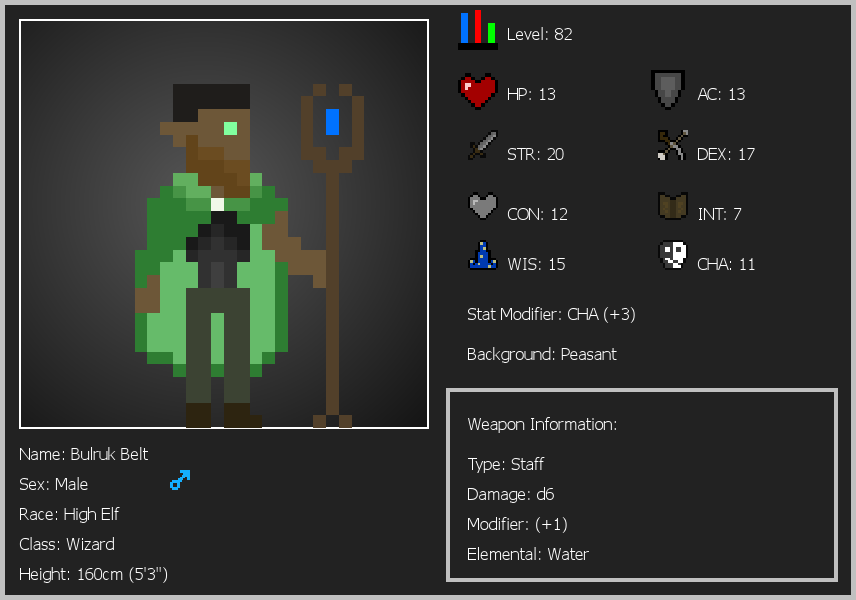 Level: 82
HP: 13
AC: 13
STR: 20
DEX: 17
CON: 12
INT: 7
WIS: 15
CHA: 11
Stat Modifier: CHA (+3)
Background: Peasant
Weapon Information:
Type: Staff
Damage: d6
Modifier: (+1)
Elemental: Water
Name: Bulruk Belt
Sex: Male
Race: High Elf
Class: Wizard
Height: 160cm (5'3")